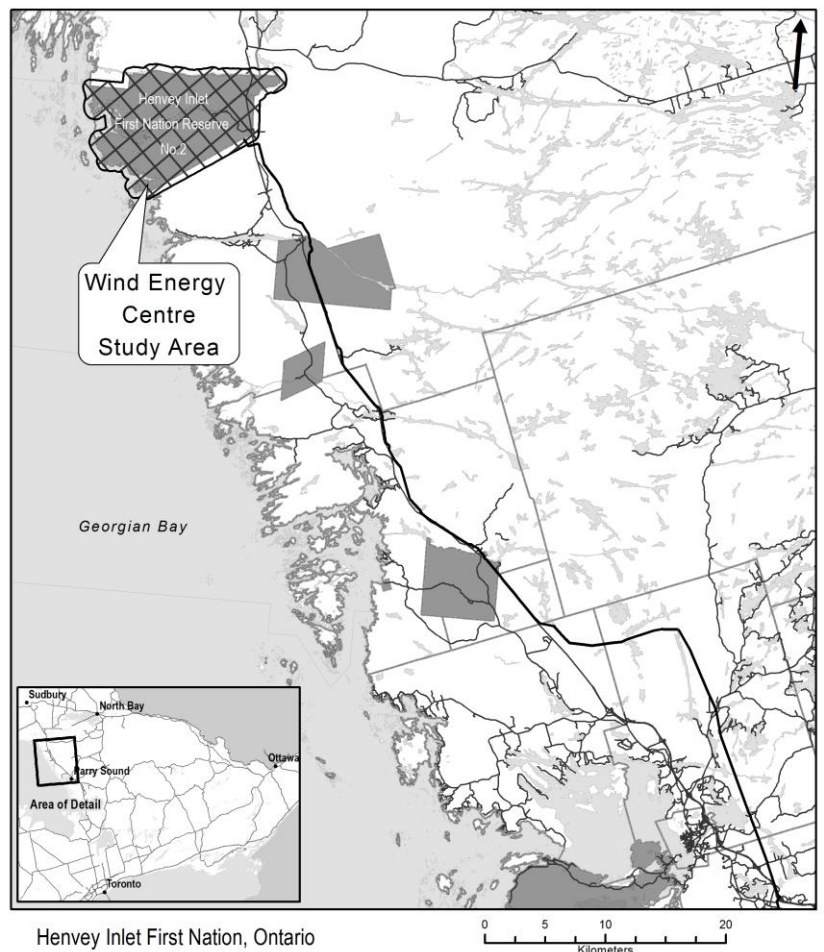 Henvey Inlet
First Nation Reserve
No.2
Wind Energy
Centre
Study Area
Georgian Bay
Sudbury
North Bay
Ottawa
Parry Sound
Area of Detail
Toronto
Henvey Inlet First Nation, Ontario
0 5 10 20
Kilometers